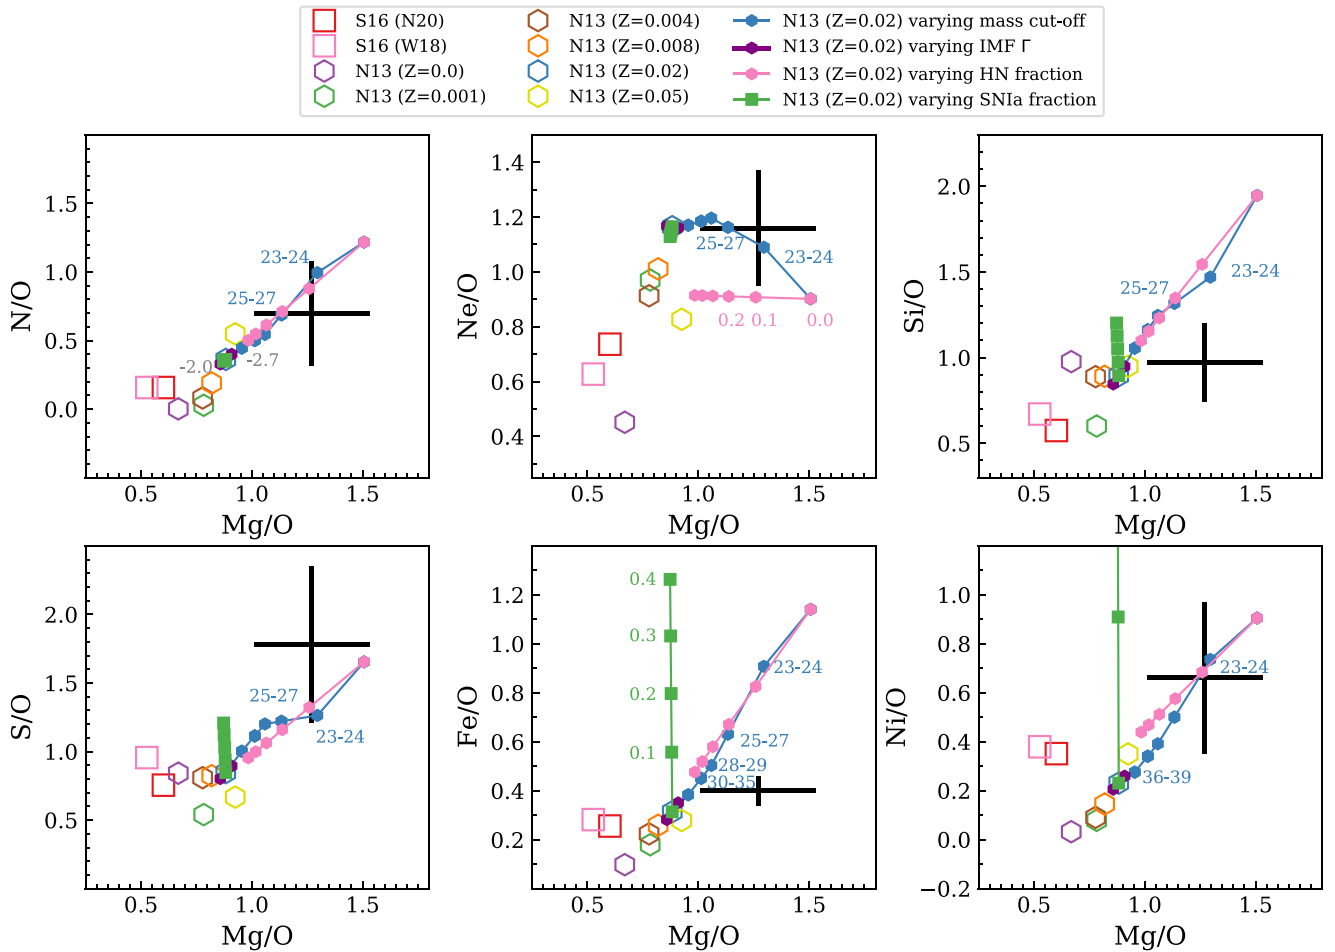 S16 (N20)
S16 (W18)
N13 (Z=0.0)
N13 (Z=0.001)
N13 (Z=0.004)
N13 (Z=0.008)
N13 (Z=0.02)
N13 (Z=0.05)
N13 (Z=0.02) varying mass cut-off
N13 (Z=0.02) varying IMF Γ
N13 (Z=0.02) varying HN fraction
N13 (Z=0.02) varying SNIa fraction
N/O
1.5
1.0
0.5
0.0
23-24
25-27
-2.0
-2.7
0.5 1.0 1.5
Mg/O
Ne/O
1.4
1.2
1.0
0.8
0.6
0.4
25-27
23-24
0.2 0.1 0.0
0.5 1.0 1.5
Mg/O
Si/O
2.0
1.5
1.0
0.5
25-27
23-24
0.5 1.0 1.5
Mg/O
S/O
2.0
1.5
1.0
0.5
25-27
23-24
0.5 1.0 1.5
Mg/O
Fe/O
1.2
1.0
0.8
0.6
0.4
0.2
0.4
0.3
0.2
0.1
23-24
25-27
28-29
30-35
0.5 1.0 1.5
Mg/O
Ni/O
1.0
0.8
0.6
0.4
0.2
0.0
−0.2
23-24
36-39
0.5 1.0 1.5
Mg/O